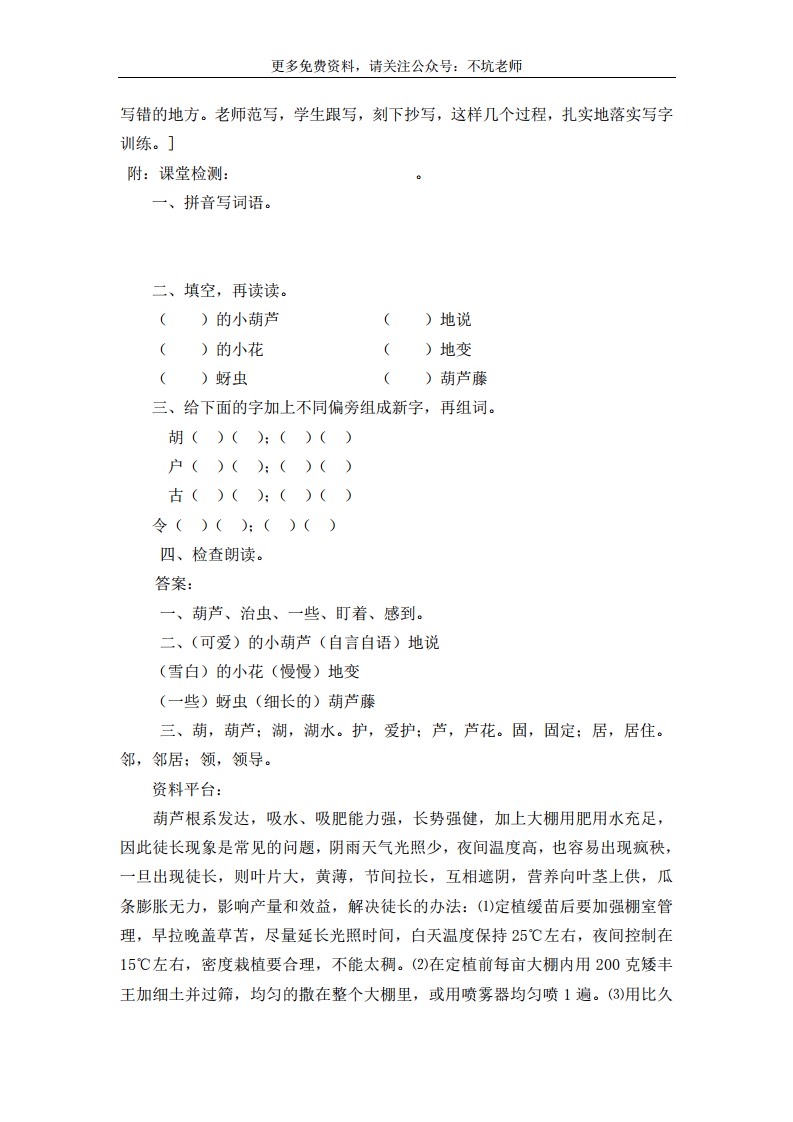 更多免费资料，请关注公众号：不坑老师
写错的地方。老师范写，学生跟写，刻下抄写，这样几个过程，扎实地落实写字
训练。]
附：课堂检测：　　　　　　。
一、拼音写词语。
二、填空，再读读。
（　　）的小葫芦　　　　（　　）地说
（　　）的小花　　　　（　　）地变
（　　）蚜虫　　　　（　　）葫芦藤
三、给下面的字加上不同偏旁组成新字，再组词。
胡（　）（　）；（　）（　）
户（　）（　）；（　）（　）
古（　）（　）；（　）（　）
令（　）（　）；（　）（　）
四、检查朗读。
答案：
一、葫芦、治虫、一些、盯着、感到。
二、（可爱）的小葫芦（自言自语）地说
（雪白）的小花（慢慢）地变
（一些）蚜虫（细长的）葫芦藤
三、葫，葫芦；湖，湖水。护，爱护；芦，芦花。固，固定；居，居住。
邻，邻居；领，领导。
资料平台：
葫芦根系发达，吸水、吸肥能力强，长势强健，加上大棚用肥用水充足，
因此徒长现象是常见的问题，阴雨天气光照少，夜间温度高，也容易出现疯秧，
一旦出现徒长，则叶片大，黄薄，节间拉长，互相遮阴，营养向叶茎上供，瓜
条膨胀无力，影响产量和效益，解决徒长的办法：⑴定植缓苗后要加强棚室管
理，早拉晚盖草苫，尽量延长光照时间，白天温度保持 25℃左右，夜间控制在
15℃左右，密度栽植要合理，不能太稠。⑵在定植前每亩大棚内用 200 克矮丰
王加细土并过筛，均匀的撒在整个大棚里，或用喷雾器均匀喷 1 遍。⑶用比久